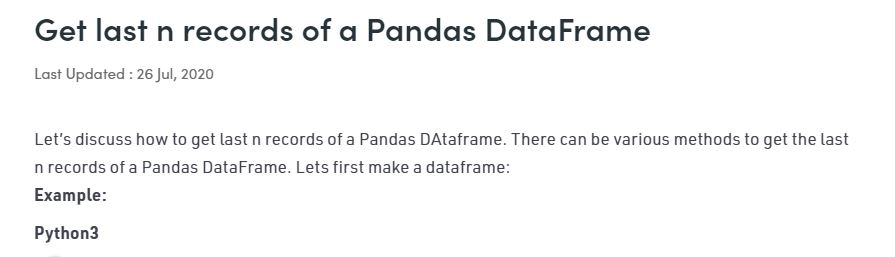 Get last n records of a Pandas DataFrame
Last Updated : 26 Jul, 2020
Let's discuss how to get last n records of a Pandas DAtaframe. There can be various methods to get the last
n records of a Pandas DataFrame. Lets first make a dataframe:
Example:
Python3